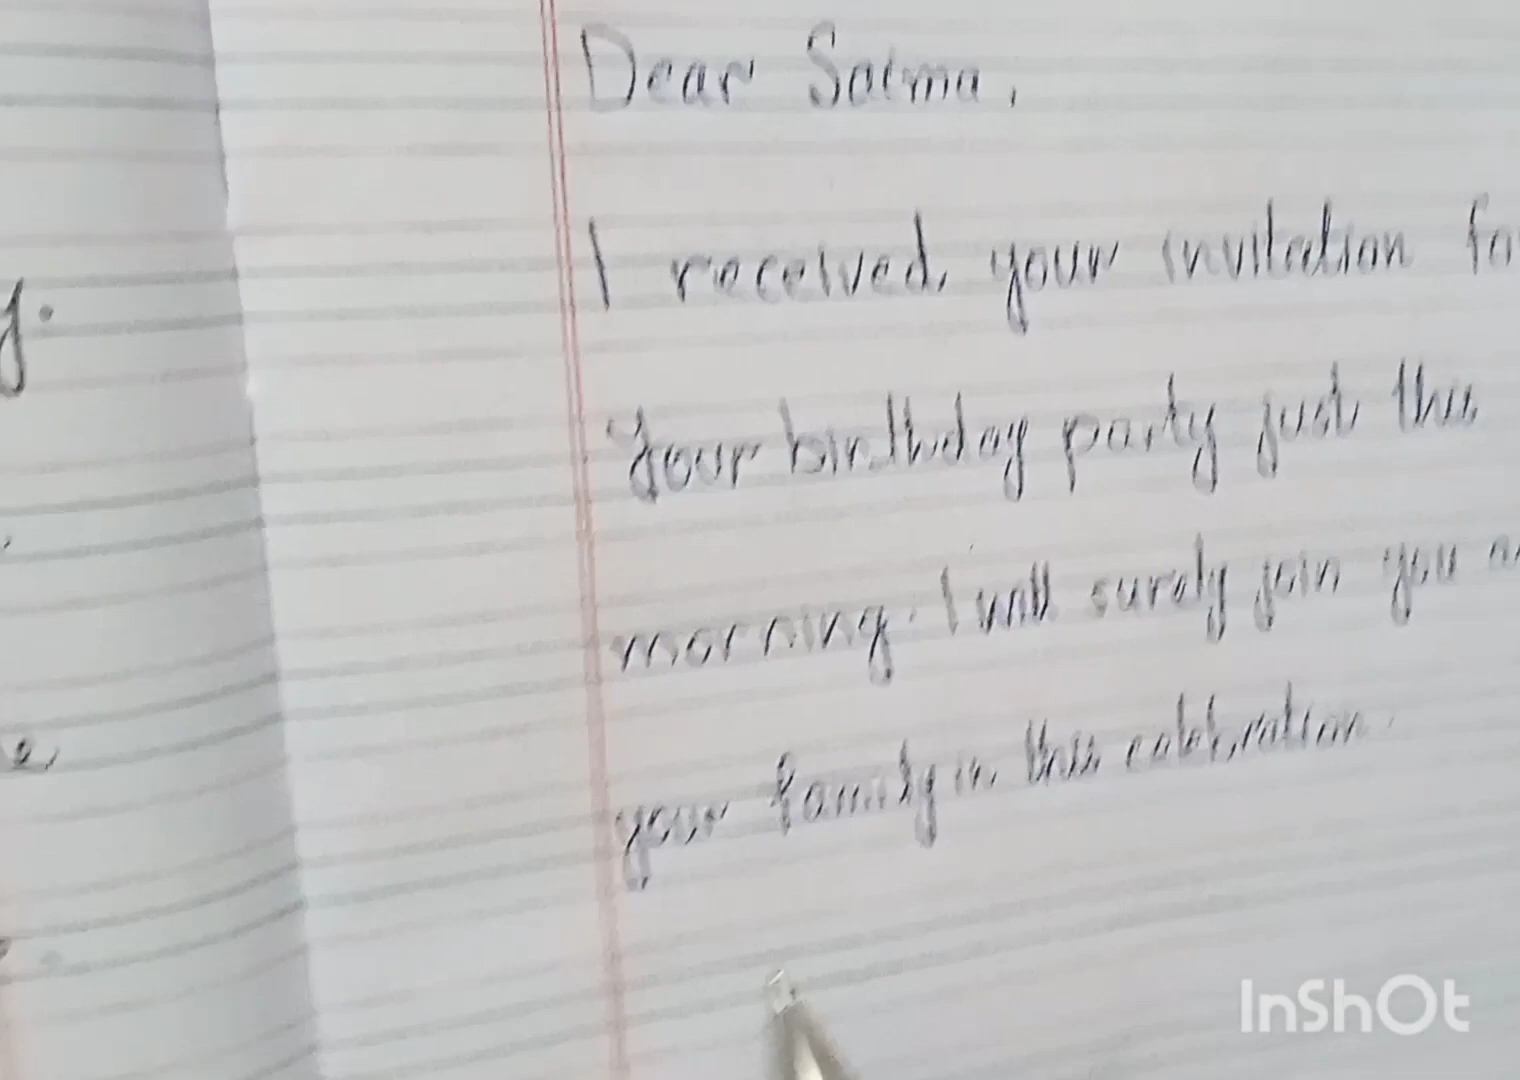 Dear Salma,
I received your invitation fo
Your birthday party just this
morning. I will surely join you a
your family in this celebration.
InShOt